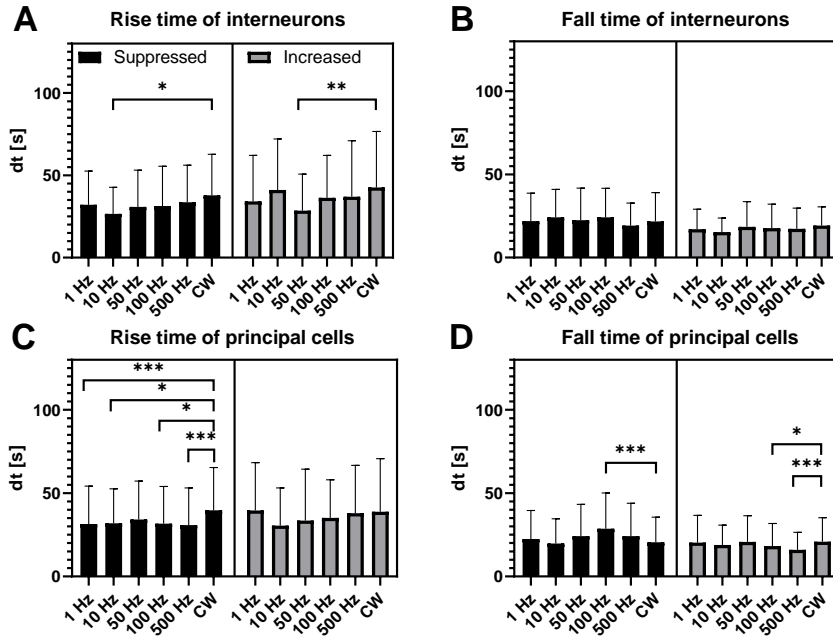 A
Rise time of interneurons
Suppressed
Increased
*
**
dt [s]
100
50
0
1 Hz
10 Hz
50 Hz
100 Hz
500 Hz
CW
1 Hz
10 Hz
50 Hz
100 Hz
500 Hz
CW
B
Fall time of interneurons
dt [s]
100
50
0
1 Hz
10 Hz
50 Hz
100 Hz
500 Hz
CW
1 Hz
10 Hz
50 Hz
100 Hz
500 Hz
CW
C
Rise time of principal cells
***
*
*
***
dt [s]
100
50
0
1 Hz
10 Hz
50 Hz
100 Hz
500 Hz
CW
1 Hz
10 Hz
50 Hz
100 Hz
500 Hz
CW
D
Fall time of principal cells
***
*
***
dt [s]
100
50
0
1 Hz
10 Hz
50 Hz
100 Hz
500 Hz
CW
1 Hz
10 Hz
50 Hz
100 Hz
500 Hz
CW